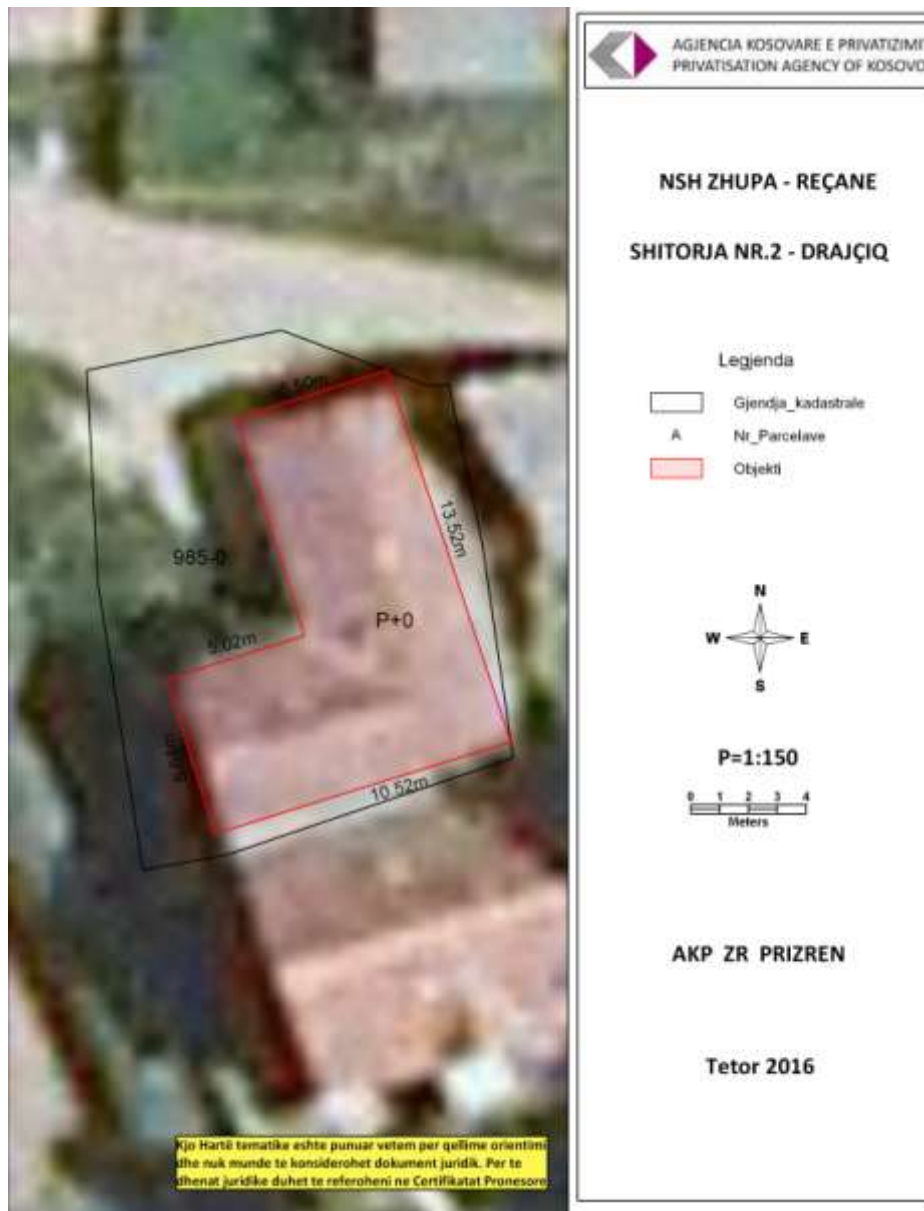 AGJENCIA KOSOVARE E PRIVATIZIMI
PRIVATISATION AGENCY OF KOSOVO
NSH ZHUPA - REÇANE
SHITORJA NR.2 - DRAJÇIQ
Legjenda
Gjendja_kadastrale
A Nr_Parcelave
Objekti
N
W E
S
P=1:150
0 1 2 3 4
Meters
AKP ZR PRIZREN
Tetor 2016
13.52m
985-0
P+0
5.02m
10.52m
Kjo Hartë tematike eshte punuar vetem per qellime orientimi
dhe nuk munde te konsiderohet dokument juridik. Per te
dhenat juridike duhet te referoheni ne Certifikatat Pronesore